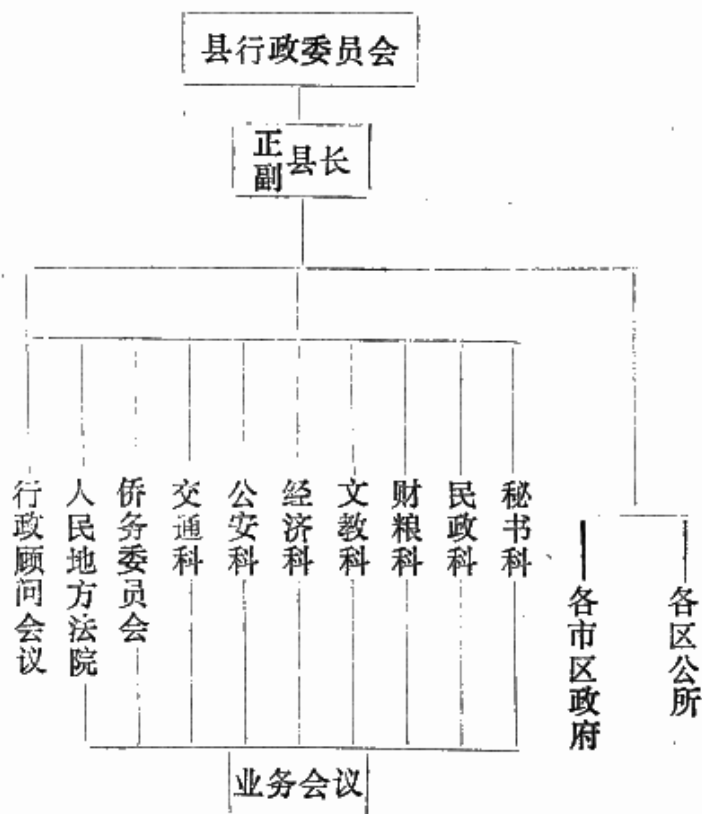 县行政委员会
正副县长
行政顾问会议
人民地方法院
侨务委员会
交通科
公安科
经济科
文教科
财粮科
民政科
秘书科
各市区政府
各区公所
业务会议